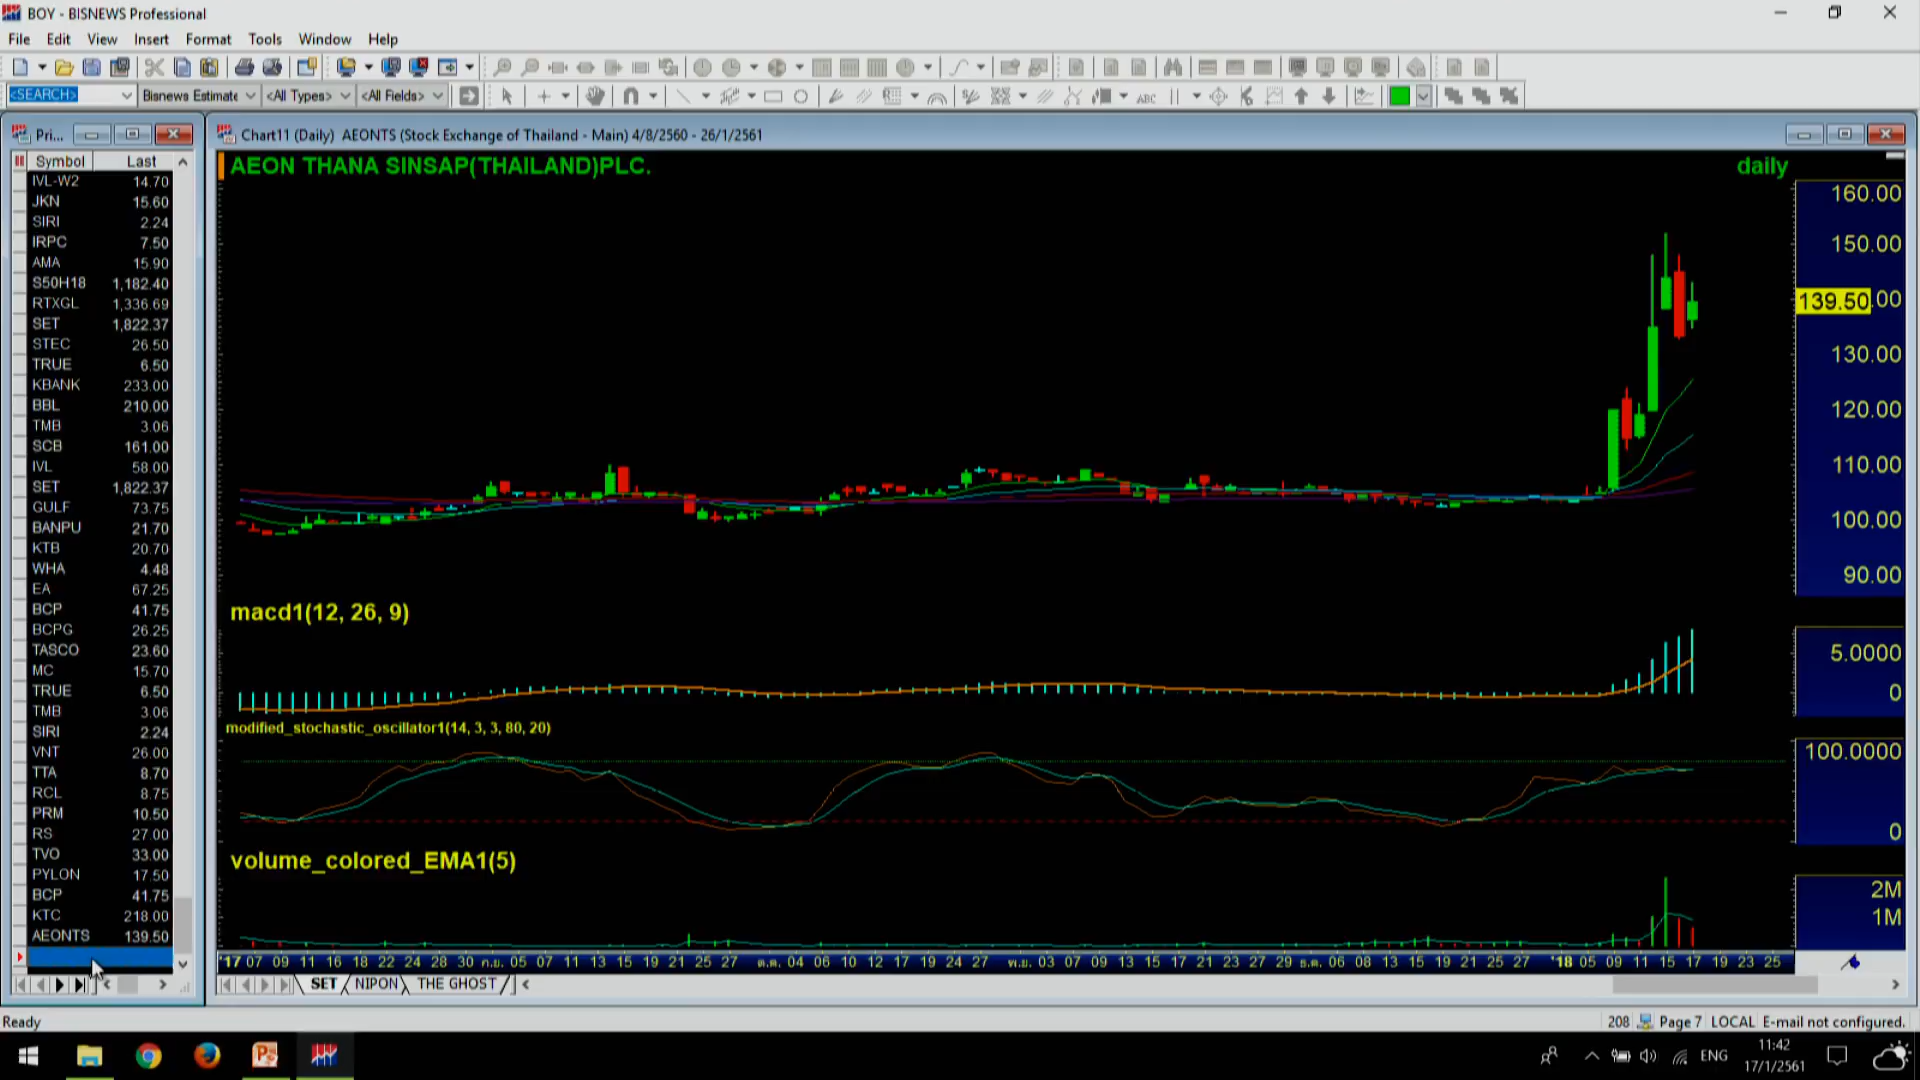 BOY - BISNEWS Professional
File Edit View Insert Format Tools Window Help
<SEARCH> Bisnews Estimate <All Types> <All Fields> ABC
Pri... Chart11 (Daily) AEONTS (Stock Exchange of Thailand - Main) 4/8/2560 - 26/1/2561
Symbol Last
IVL-W2 14.70
JKN 15.60
SIRI 2.24
IRPC 7.50
AMA 15.90
S50H18 1,182.40
RTXGL 1,336.69
SET 1,822.37
STEC 26.50
TRUE 6.50
KBANK 233.00
BBL 210.00
TMB 3.06
SCB 161.00
IVL 58.00
SET 1,822.37
GULF 73.75
BANPU 21.70
KTB 20.70
WHA 4.48
EA 67.25
BCP 41.75
BCPG 26.25
TASCO 23.60
MC 15.70
TRUE 6.50
TMB 3.06
SIRI 2.24
VNT 26.00
TTA 8.70
RCL 8.75
PRM 10.50
RS 27.00
TVO 33.00
PYLON 17.50
BCP 41.75
KTC 218.00
AEONTS 139.50
AEON THANA SINSAP(THAILAND)PLC. daily
160.00
150.00
139.50 .00
130.00
120.00
110.00
100.00
90.00
macd1(12, 26, 9)
5.0000
0
modified_stochastic_oscillator1(14, 3, 3, 80, 20)
100.0000
0
volume_colored_EMA1(5)
2M
1M
'17 07 09 11 15 17 18 22 24 28 30 ก.ย. 05 07 11 13 15 19 21 25 27 ต.ค. 04 06 10 12 17 19 24 27 พ.ย. 03 07 09 13 15 17 21 23 27 29 ธ.ค. 06 08 13 15 19 21 25 27 '18 05 09 11 15 17 19 23 25
SET NIPON THE GHOST
Ready 208 Page 7 LOCAL E-mail not configured.
ENG 11:42
17/1/2561